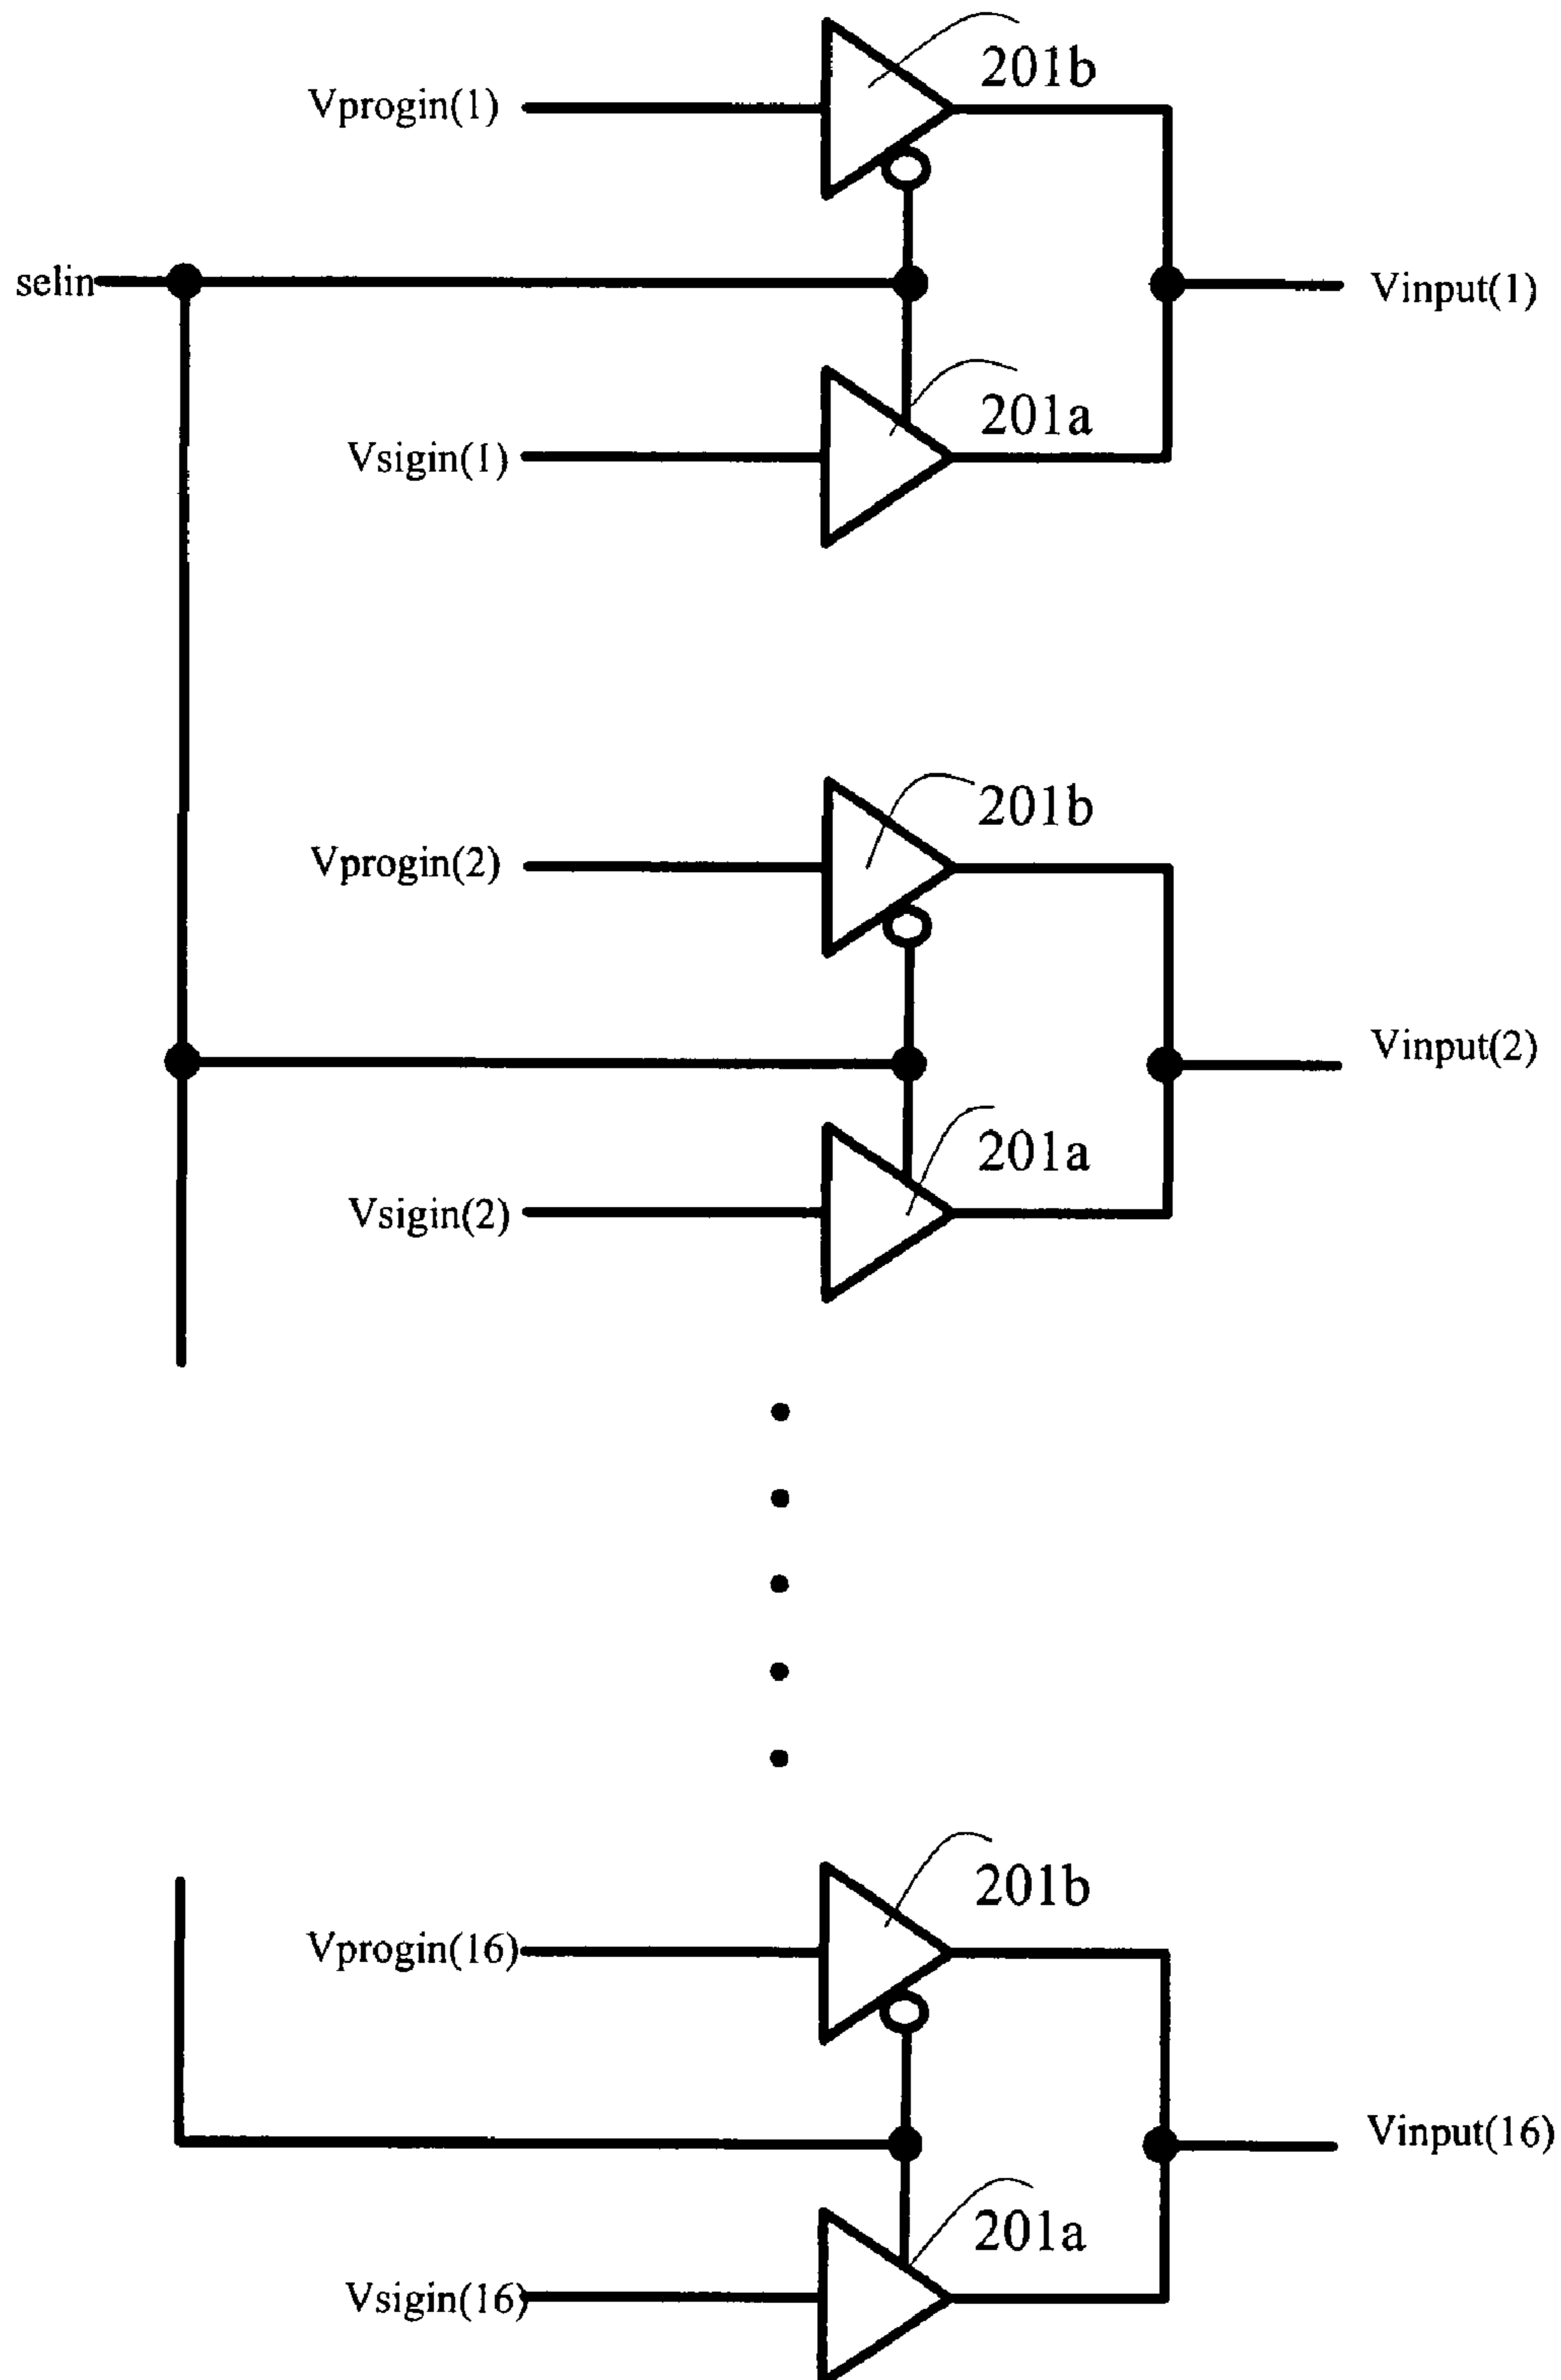 201b
Vprogin(1)
selin
Vinput(1)
201a
Vsigin(1)
201b
Vprogin(2)
Vinput(2)
201a
Vsigin(2)
201b
Vprogin(16)
Vinput(16)
201a
Vsigin(16)